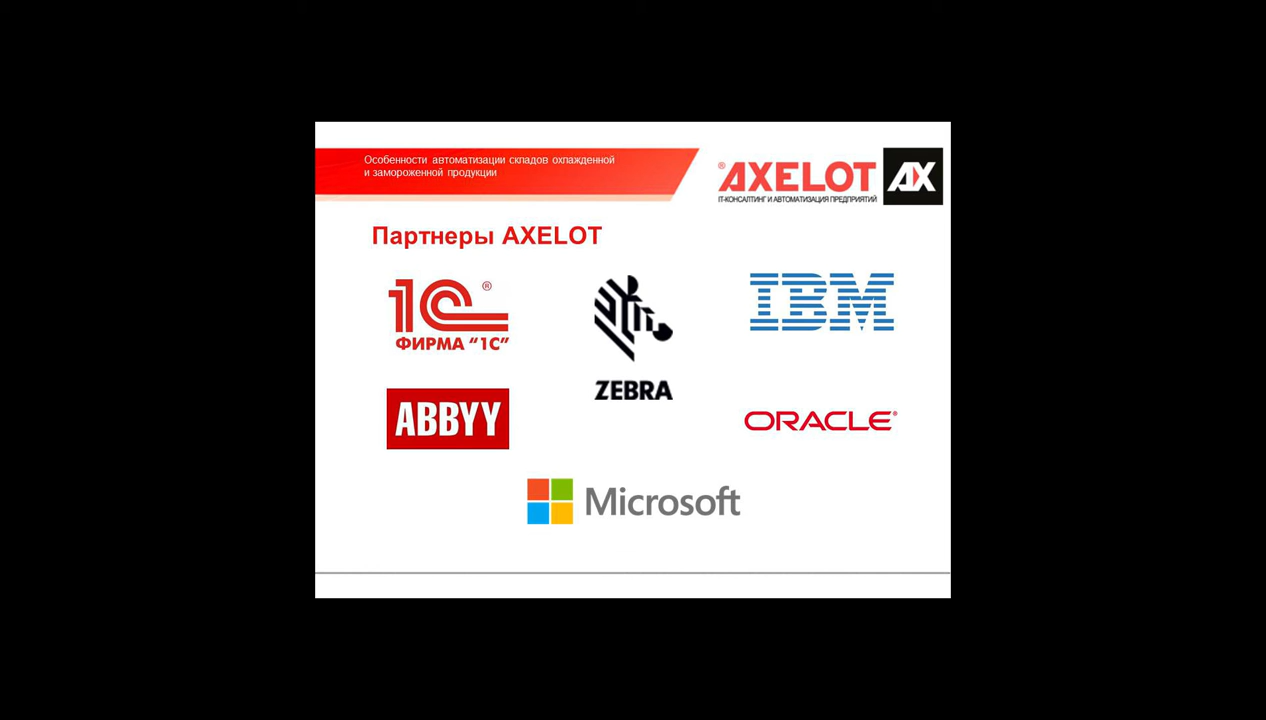 Особенности автоматизации складов охлажденной
и замороженной продукции
® AXELOT AX
IT-КОНСАЛТИНГ И АВТОМАТИЗАЦИЯ ПРЕДПРИЯТИЙ
Партнеры AXELOT
1С ®
ФИРМА "1С"
ZEBRA
IBM
ABBYY
ORACLE®
Microsoft